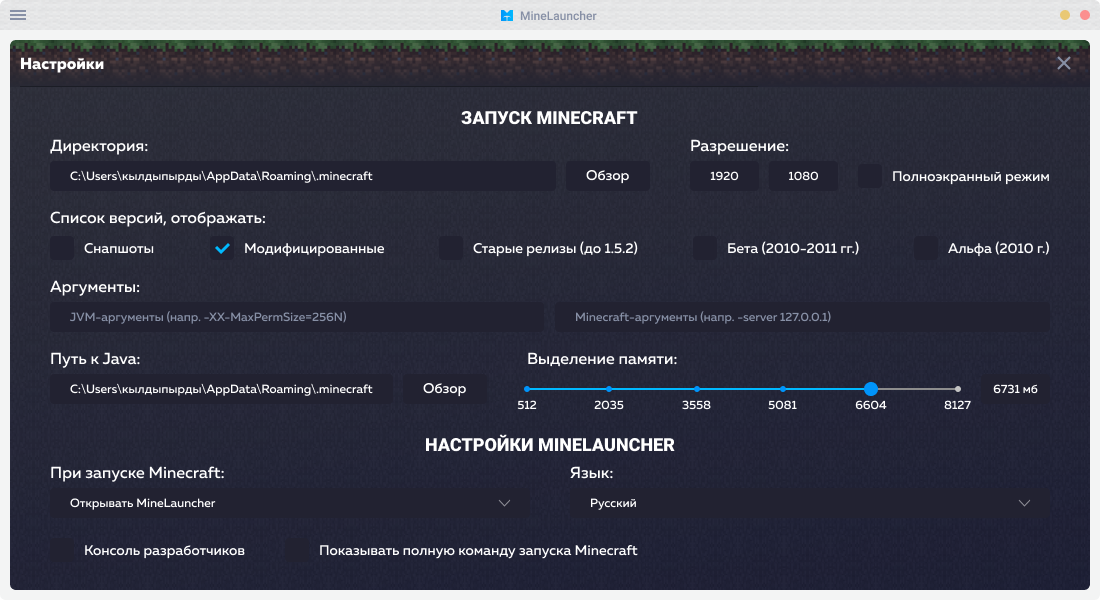 MineLauncher
Настройки
ЗАПУСК MINECRAFT
Директория:
Разрешение:
C:\Users\кылдыпырды\AppData\Roaming\.minecraft
Обзор
1920
1080
Полноэкранный режим
Список версий, отображать:
Снапшоты
Модифицированные
Старые релизы (до 1.5.2)
Бета (2010-2011 гг.)
Альфа (2010 г.)
Аргументы:
JVM-аргументы (напр. -XX-MaxPermSize=256N)
Minecraft-аргументы (напр. -server 127.0.0.1)
Путь к Java:
Выделение памяти:
C:\Users\кылдыпырды\AppData\Roaming\.minecraft
Обзор
6731 мб
512 2035 3558 5081 6604 8127
НАСТРОЙКИ MINELAUNCHER
При запуске Minecraft:
Язык:
Открывать MineLauncher
Русский
Консоль разработчиков
Показывать полную команду запуска Minecraft